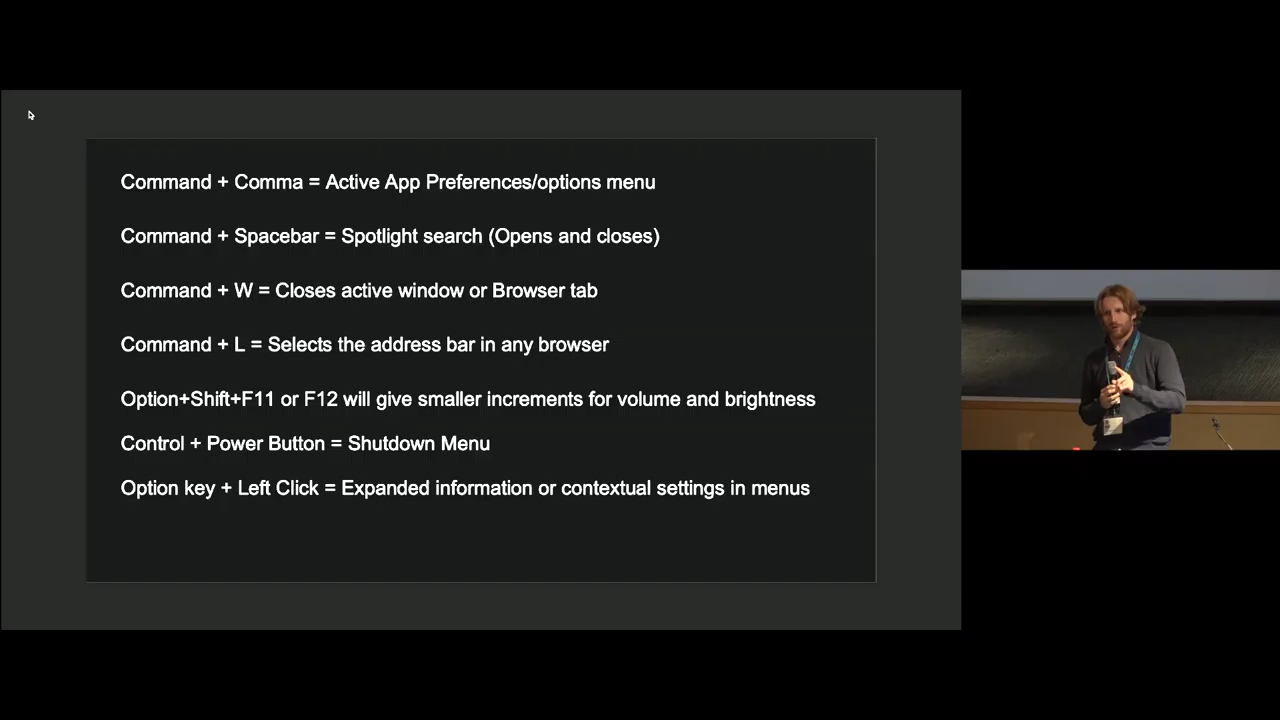 Command + Comma = Active App Preferences/options menu
Command + Spacebar = Spotlight search (Opens and closes)
Command + W = Closes active window or Browser tab
Command + L = Selects the address bar in any browser
Option+Shift+F11 or F12 will give smaller increments for volume and brightness
Control + Power Button = Shutdown Menu
Option key + Left Click = Expanded information or contextual settings in menus